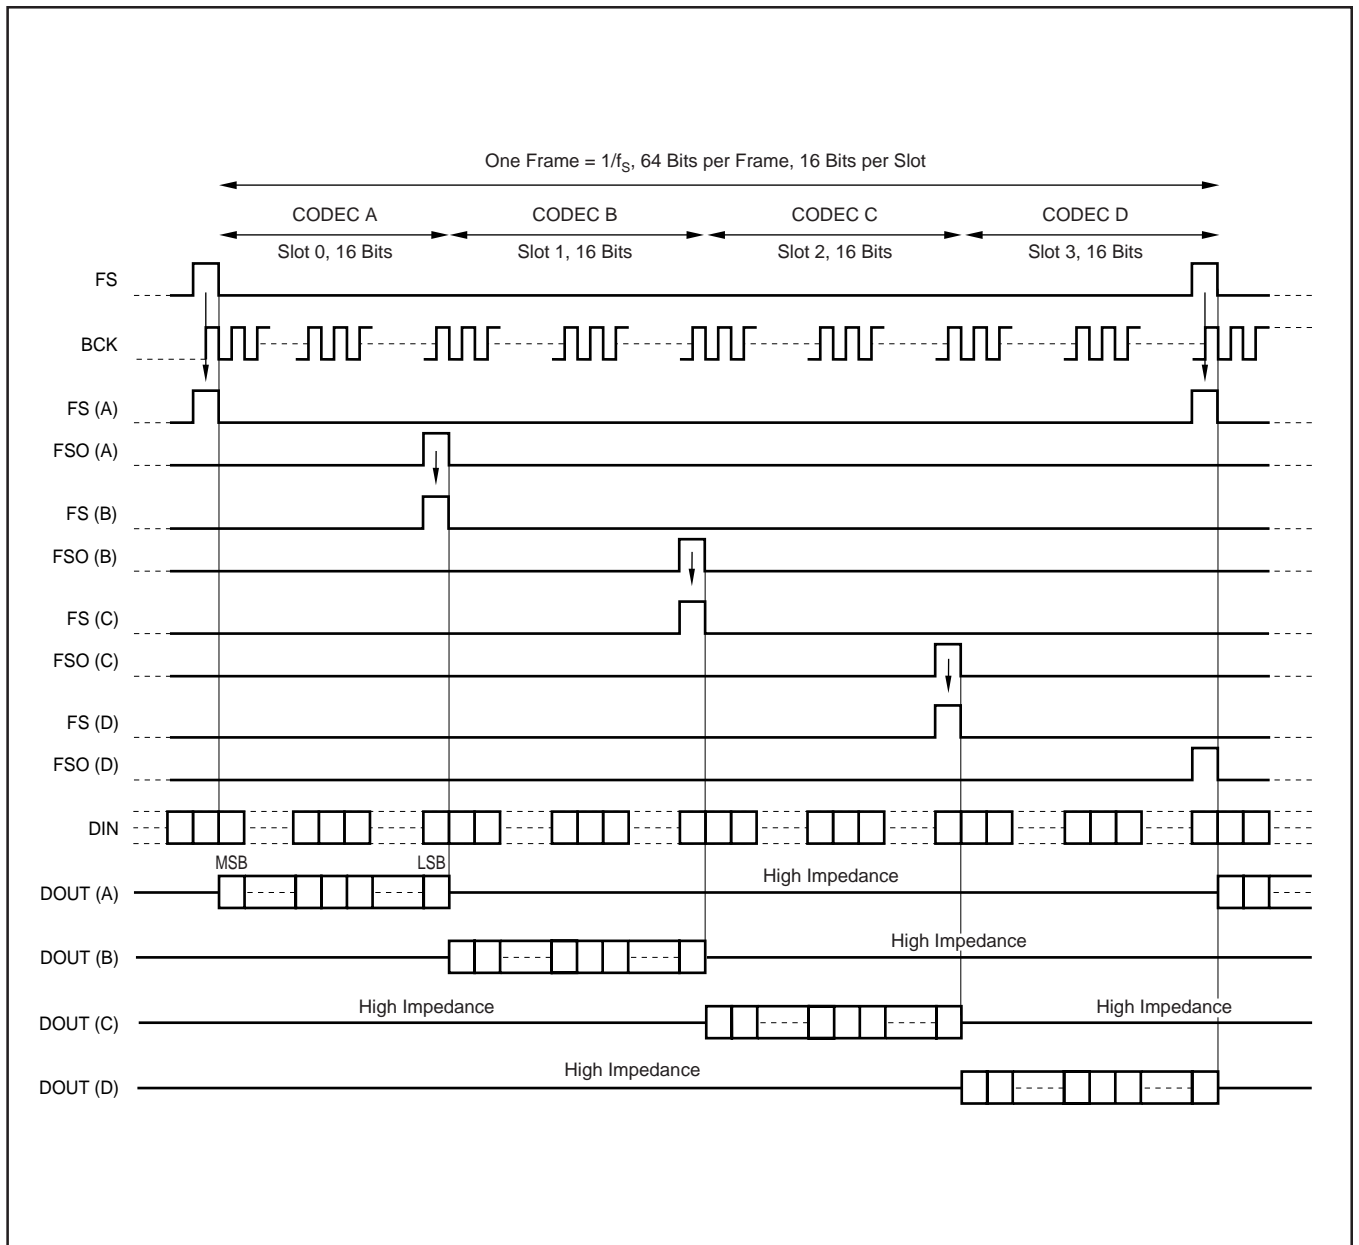 One Frame = 1/fS, 64 Bits per Frame, 16 Bits per Slot
CODEC A CODEC B CODEC C CODEC D
Slot 0, 16 Bits Slot 1, 16 Bits Slot 2, 16 Bits Slot 3, 16 Bits
FS
BCK
FS (A)
FSO (A)
FS (B)
FSO (B)
FS (C)
FSO (C)
FS (D)
FSO (D)
DIN
MSB LSB
DOUT (A) High Impedance
DOUT (B) High Impedance
DOUT (C) High Impedance High Impedance
DOUT (D) High Impedance